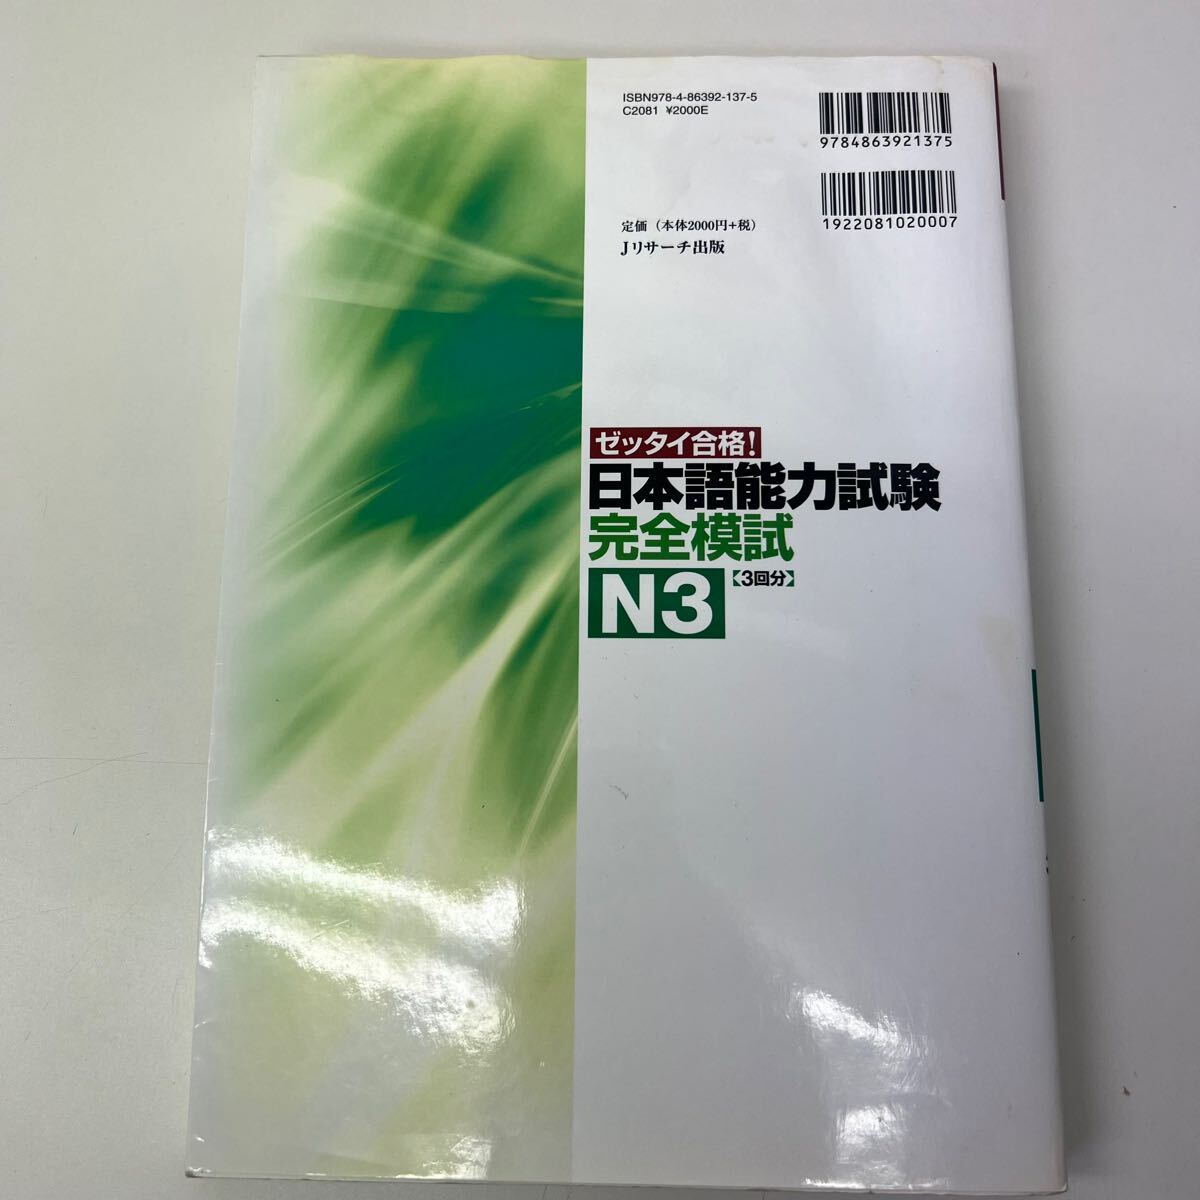 ISBN978-4-86392-137-5
C2081 ¥2000E
9784863921375
1922081020007
定価（本体2000円+税）
Jリサーチ出版
ゼッタイ合格！
日本語能力試験
完全模試
N3
【3回分】